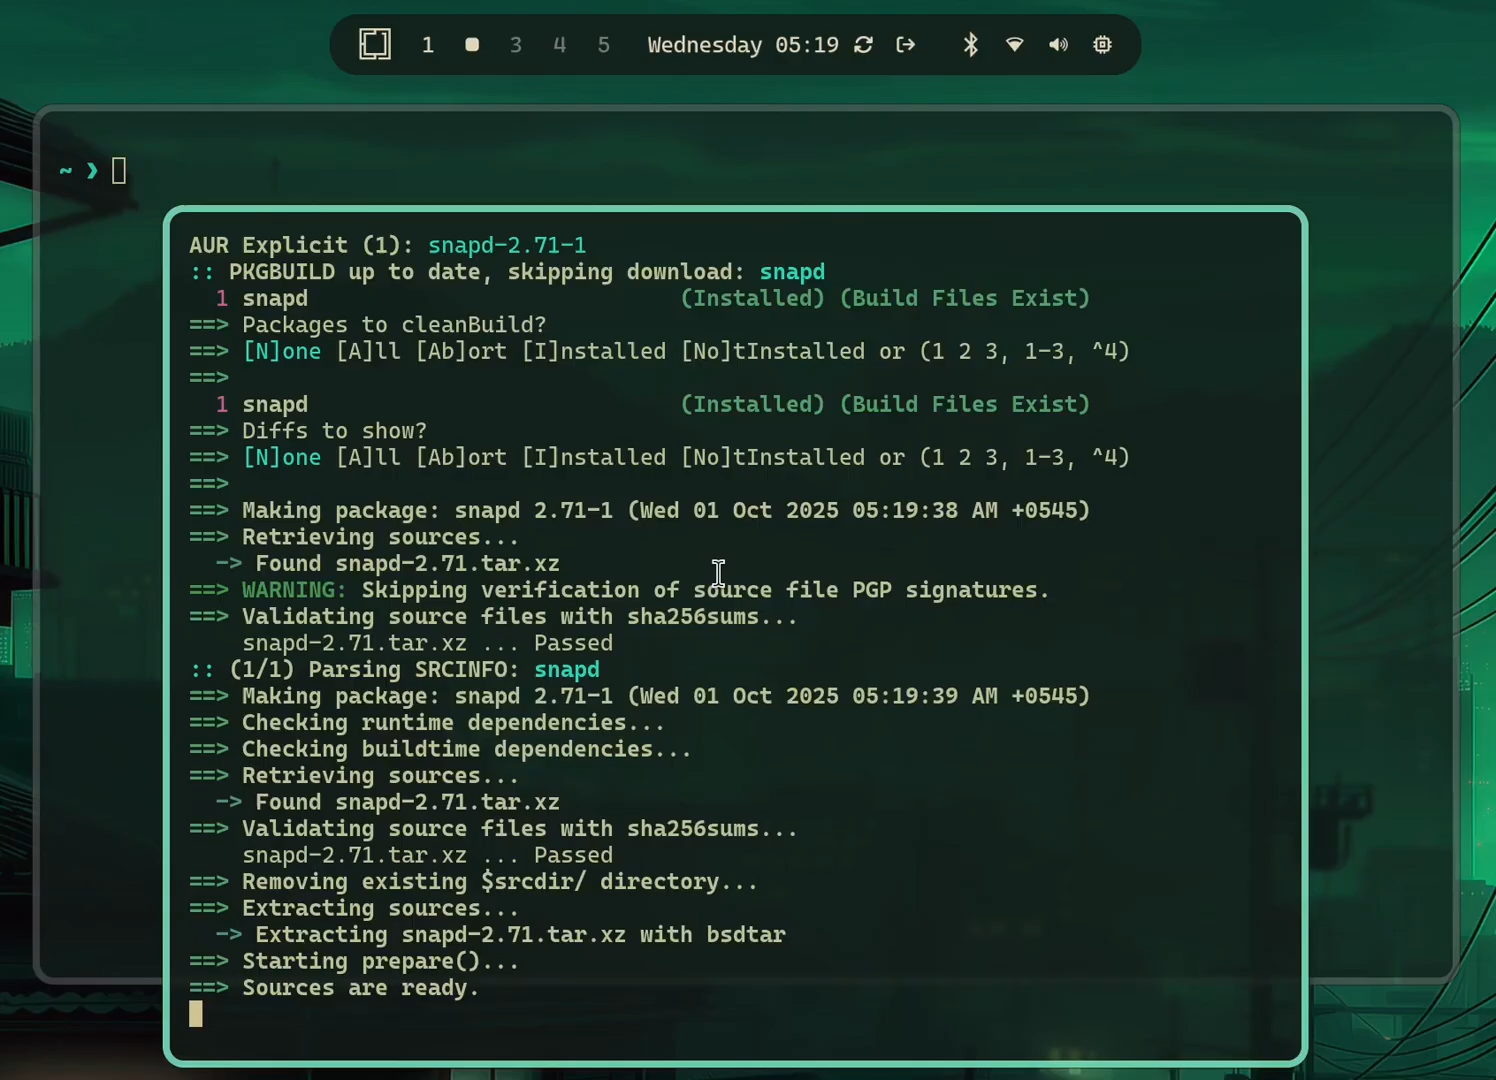 1 3 4 5 Wednesday 05:19
~ ❯
AUR Explicit (1): snapd-2.71-1
:: PKGBUILD up to date, skipping download: snapd
1 snapd (Installed) (Build Files Exist)
==> Packages to cleanBuild?
==> [N]one [A]ll [Ab]ort [I]nstalled [No]tInstalled or (1 2 3, 1-3, ^4)
==>
1 snapd (Installed) (Build Files Exist)
==> Diffs to show?
==> [N]one [A]ll [Ab]ort [I]nstalled [No]tInstalled or (1 2 3, 1-3, ^4)
==>
==> Making package: snapd 2.71-1 (Wed 01 Oct 2025 05:19:38 AM +0545)
==> Retrieving sources...
-> Found snapd-2.71.tar.xz
==> WARNING: Skipping verification of source file PGP signatures.
==> Validating source files with sha256sums...
snapd-2.71.tar.xz ... Passed
:: (1/1) Parsing SRCINFO: snapd
==> Making package: snapd 2.71-1 (Wed 01 Oct 2025 05:19:39 AM +0545)
==> Checking runtime dependencies...
==> Checking buildtime dependencies...
==> Retrieving sources...
-> Found snapd-2.71.tar.xz
==> Validating source files with sha256sums...
snapd-2.71.tar.xz ... Passed
==> Removing existing $srcdir/ directory...
==> Extracting sources...
-> Extracting snapd-2.71.tar.xz with bsdtar
==> Starting prepare()...
==> Sources are ready.